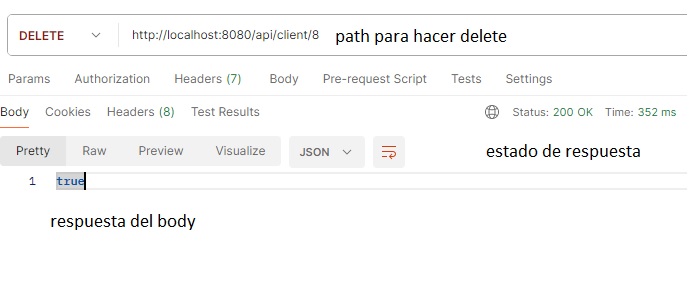 DELETE http://localhost:8080/api/client/8 path para hacer delete
Params Authorization Headers (7) Body Pre-request Script Tests Settings
Body Cookies Headers (8) Test Results Status: 200 OK Time: 352 ms
Pretty Raw Preview Visualize JSON estado de respuesta
1 true
respuesta del body